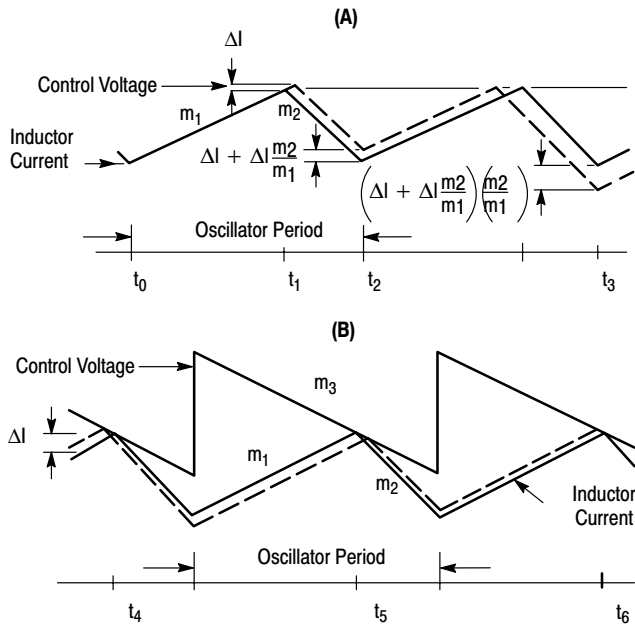 (A)
ΔI
Control Voltage
m1
m2
Inductor
Current
ΔI + ΔI m2/m1
(ΔI + ΔI m2/m1)(m2/m1)
Oscillator Period
t0
t1
t2
t3
(B)
Control Voltage
m3
ΔI
m1
m2
Inductor
Current
Oscillator Period
t4
t5
t6